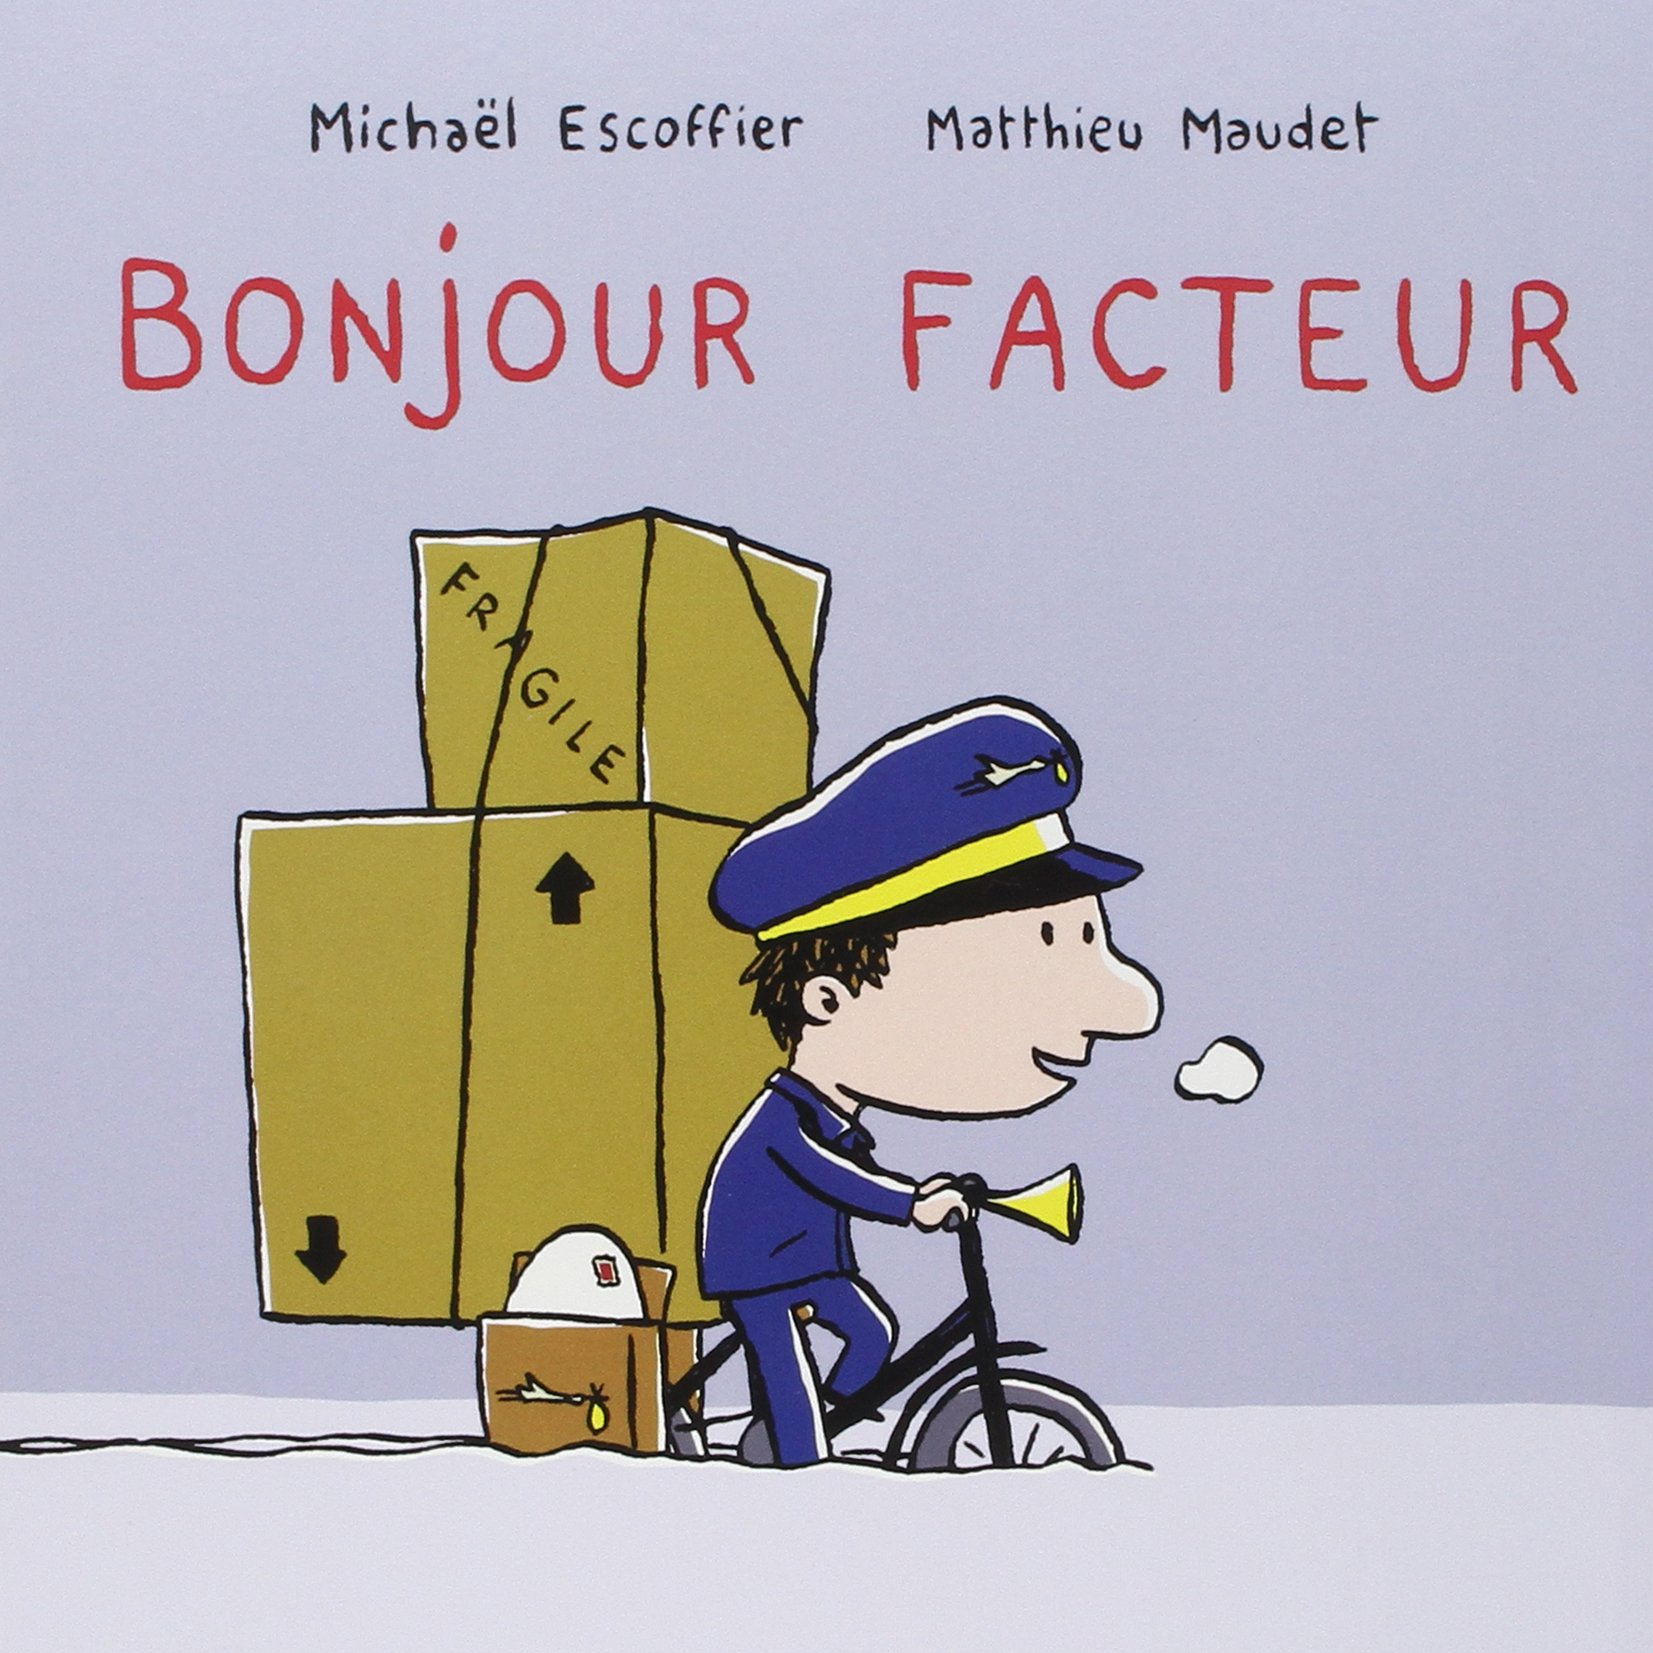 Michaël Escoffier Matthieu Maudet
BONjOUR FACTEUR
FRAGILE